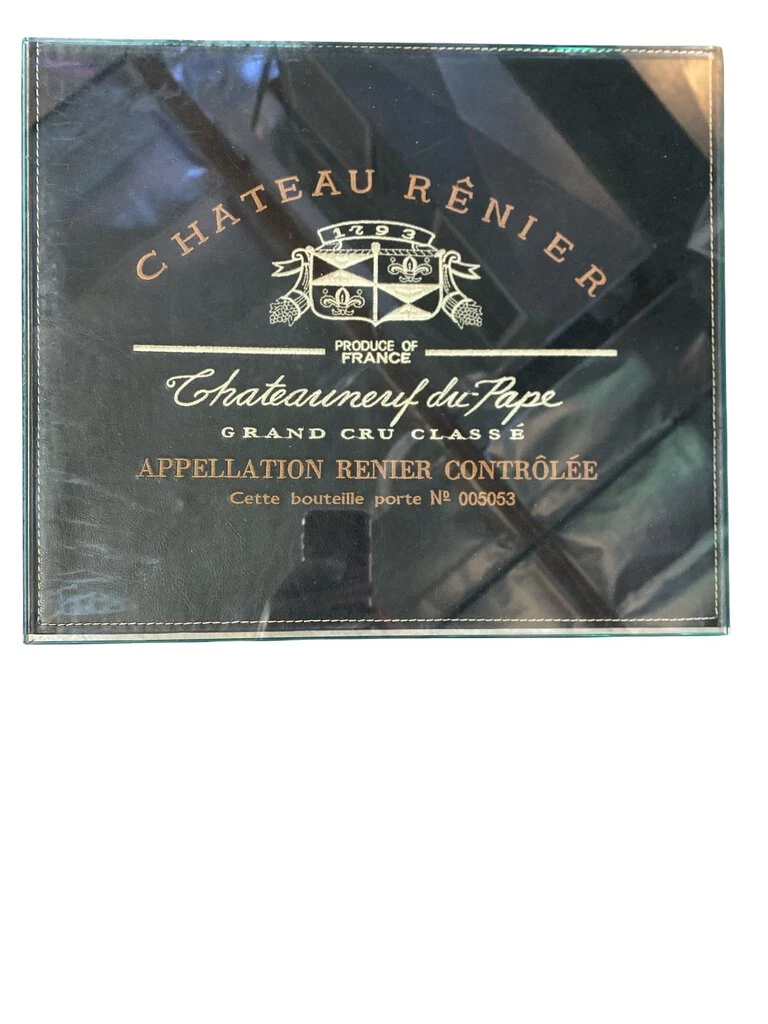 CHATEAU RÊNIER
1793
PRODUCE OF
FRANCE
Chateauneuf du-Pape
GRAND CRU CLASSÉ
APPELLATION RENIER CONTRÔLÉE
Cette bouteille porte Nº 005053